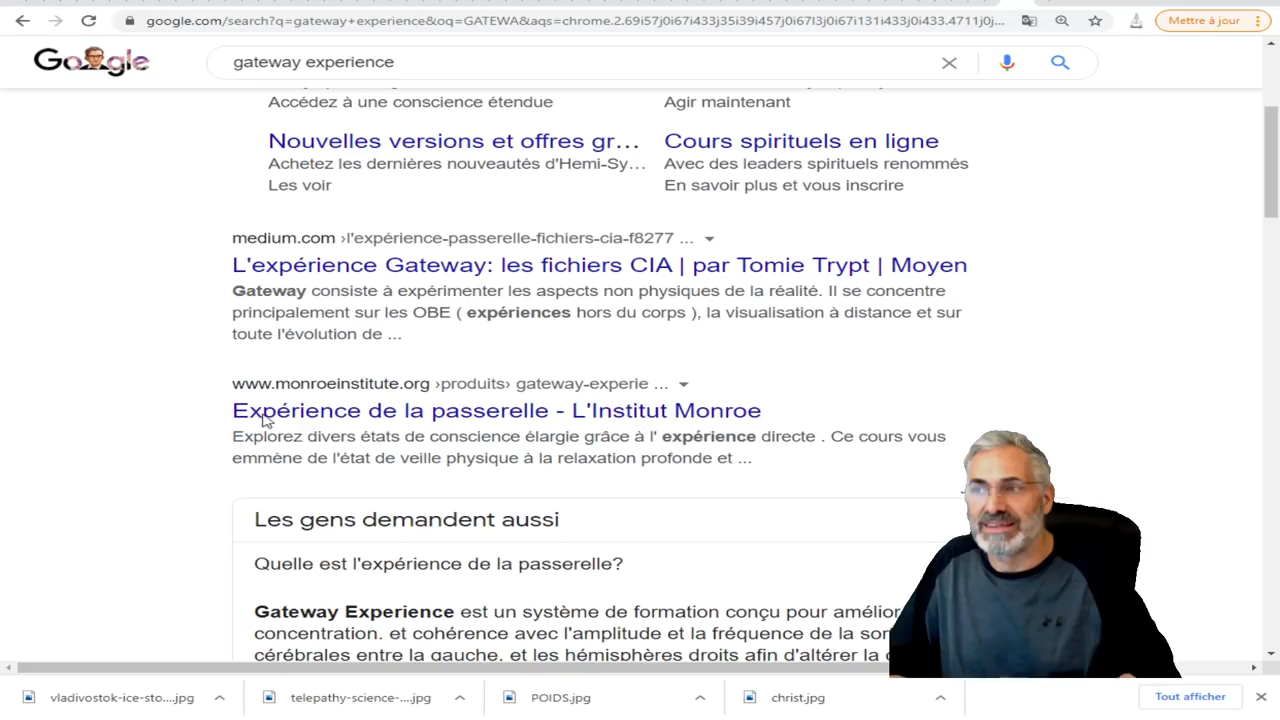 google.com/search?q=gateway+experience&oq=GATEWA&aqs=chrome.2.69i57j0i67i433j35i39i457j0i67l3j0i67i131i433j0i433.4711j0j...
Mettre à jour
Google
gateway experience
Accédez à une conscience étendue
Agir maintenant
Nouvelles versions et offres gr...
Cours spirituels en ligne
Achetez les dernières nouveautés d'Hemi-Sy...
Avec des leaders spirituels renommés
Les voir
En savoir plus et vous inscrire
medium.com ›l'expérience-passerelle-fichiers-cia-f8277 ...
L'expérience Gateway: les fichiers CIA | par Tomie Trypt | Moyen
Gateway consiste à expérimenter les aspects non physiques de la réalité. Il se concentre
principalement sur les OBE ( expériences hors du corps ), la visualisation à distance et sur
toute l'évolution de ...
www.monroeinstitute.org ›produits› gateway-experie ...
Expérience de la passerelle - L'Institut Monroe
Explorez divers états de conscience élargie grâce à l' expérience directe . Ce cours vous
emmène de l'état de veille physique à la relaxation profonde et ...
Les gens demandent aussi
Quelle est l'expérience de la passerelle?
Gateway Experience est un système de formation conçu pour amélior
concentration. et cohérence avec l'amplitude et la fréquence de la sor
cérébrales entre la gauche. et les hémisphères droits afin d'altérer la
vladivostok-ice-sto....jpg
telepathy-science-....jpg
POIDS.jpg
christ.jpg
Tout afficher